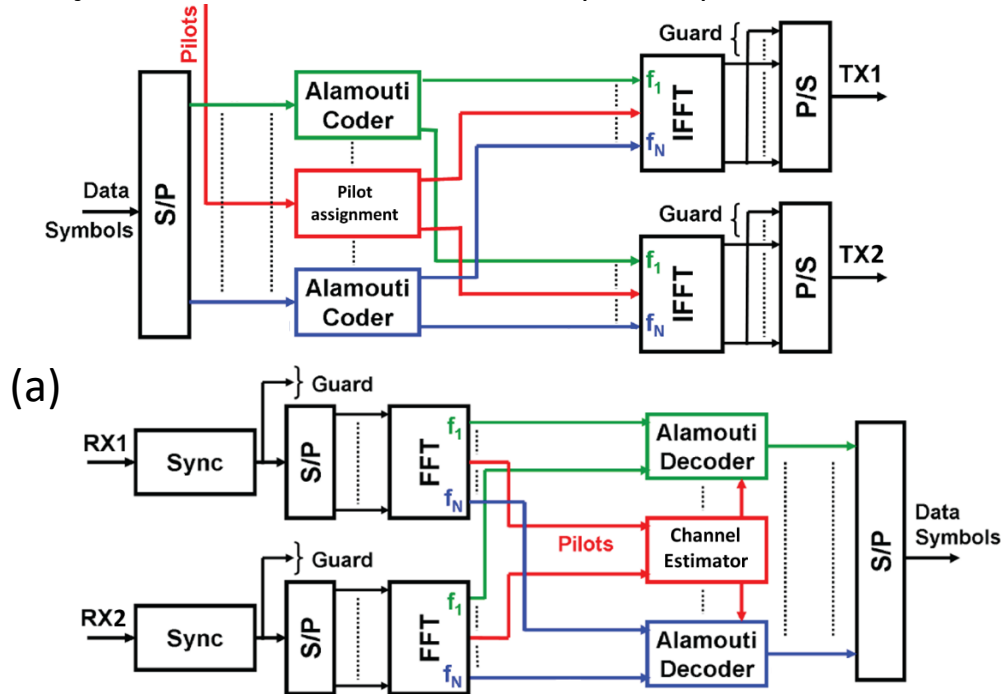 Pilots
Data
Symbols
S/P
Alamouti
Coder
Pilot
assignment
Alamouti
Coder
f1
fN
IFFT
Guard {
P/S
TX1
f1
fN
IFFT
Guard {
P/S
TX2
(a)
RX1
Sync
} Guard
S/P
FFT
f1
fN
RX2
Sync
} Guard
S/P
FFT
f1
fN
Pilots
Alamouti
Decoder
Channel
Estimator
Alamouti
Decoder
S/P
Data
Symbols